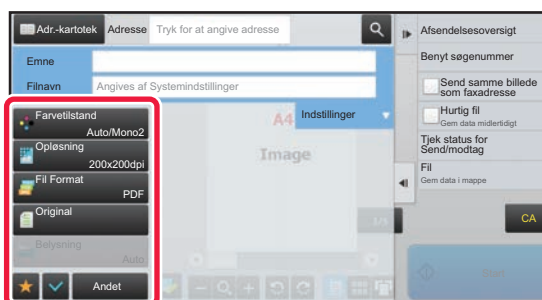 Adr.-kartotek
Adresse
Tryk for at angive adresse
Emne
Filnavn
Angives af Systemindstillinger
Farvetilstand
Auto/Mono2
Opløsning
200x200dpi
Fil Format
PDF
Original
Belysning
Auto
Andet
A4
Indstillinger
Image
1/5
Afsendelsesoversigt
Benyt søgenummer
Send samme billede
som faxadresse
Hurtig fil
Gem data midlertidigt
Tjek status for
Send/modtag
Fil
Gem data i mappe
CA
Start